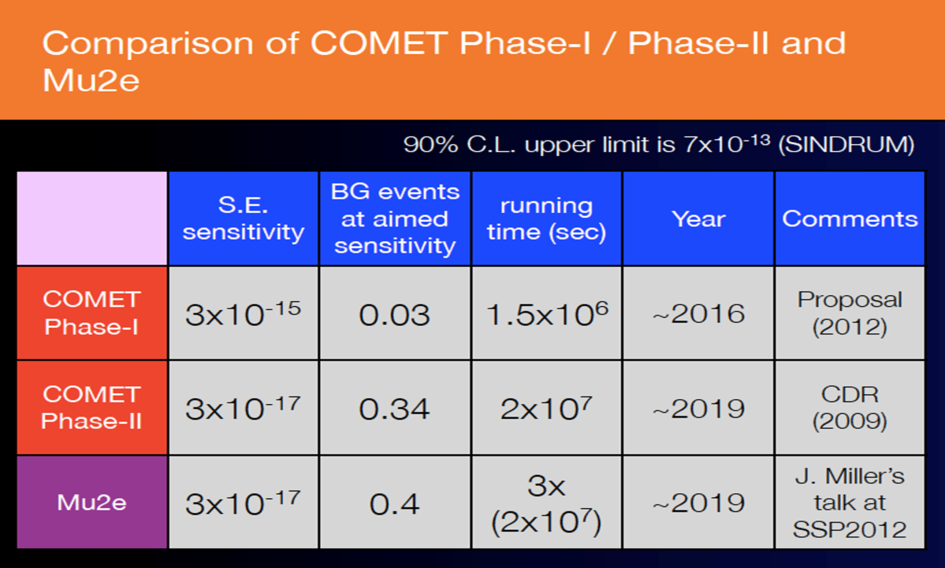 Comparison of COMET Phase-I / Phase-II and
Mu2e
90% C.L. upper limit is 7x10⁻¹³ (SINDRUM)
S.E.
sensitivity
BG events
at aimed
sensitivity
running
time (sec)
Year
Comments
COMET
Phase-I
3x10⁻¹⁵
0.03
1.5x10⁶
~2016
Proposal
(2012)
COMET
Phase-II
3x10⁻¹⁷
0.34
2x10⁷
~2019
CDR
(2009)
Mu2e
3x10⁻¹⁷
0.4
3x
(2x10⁷)
~2019
J. Miller's
talk at
SSP2012